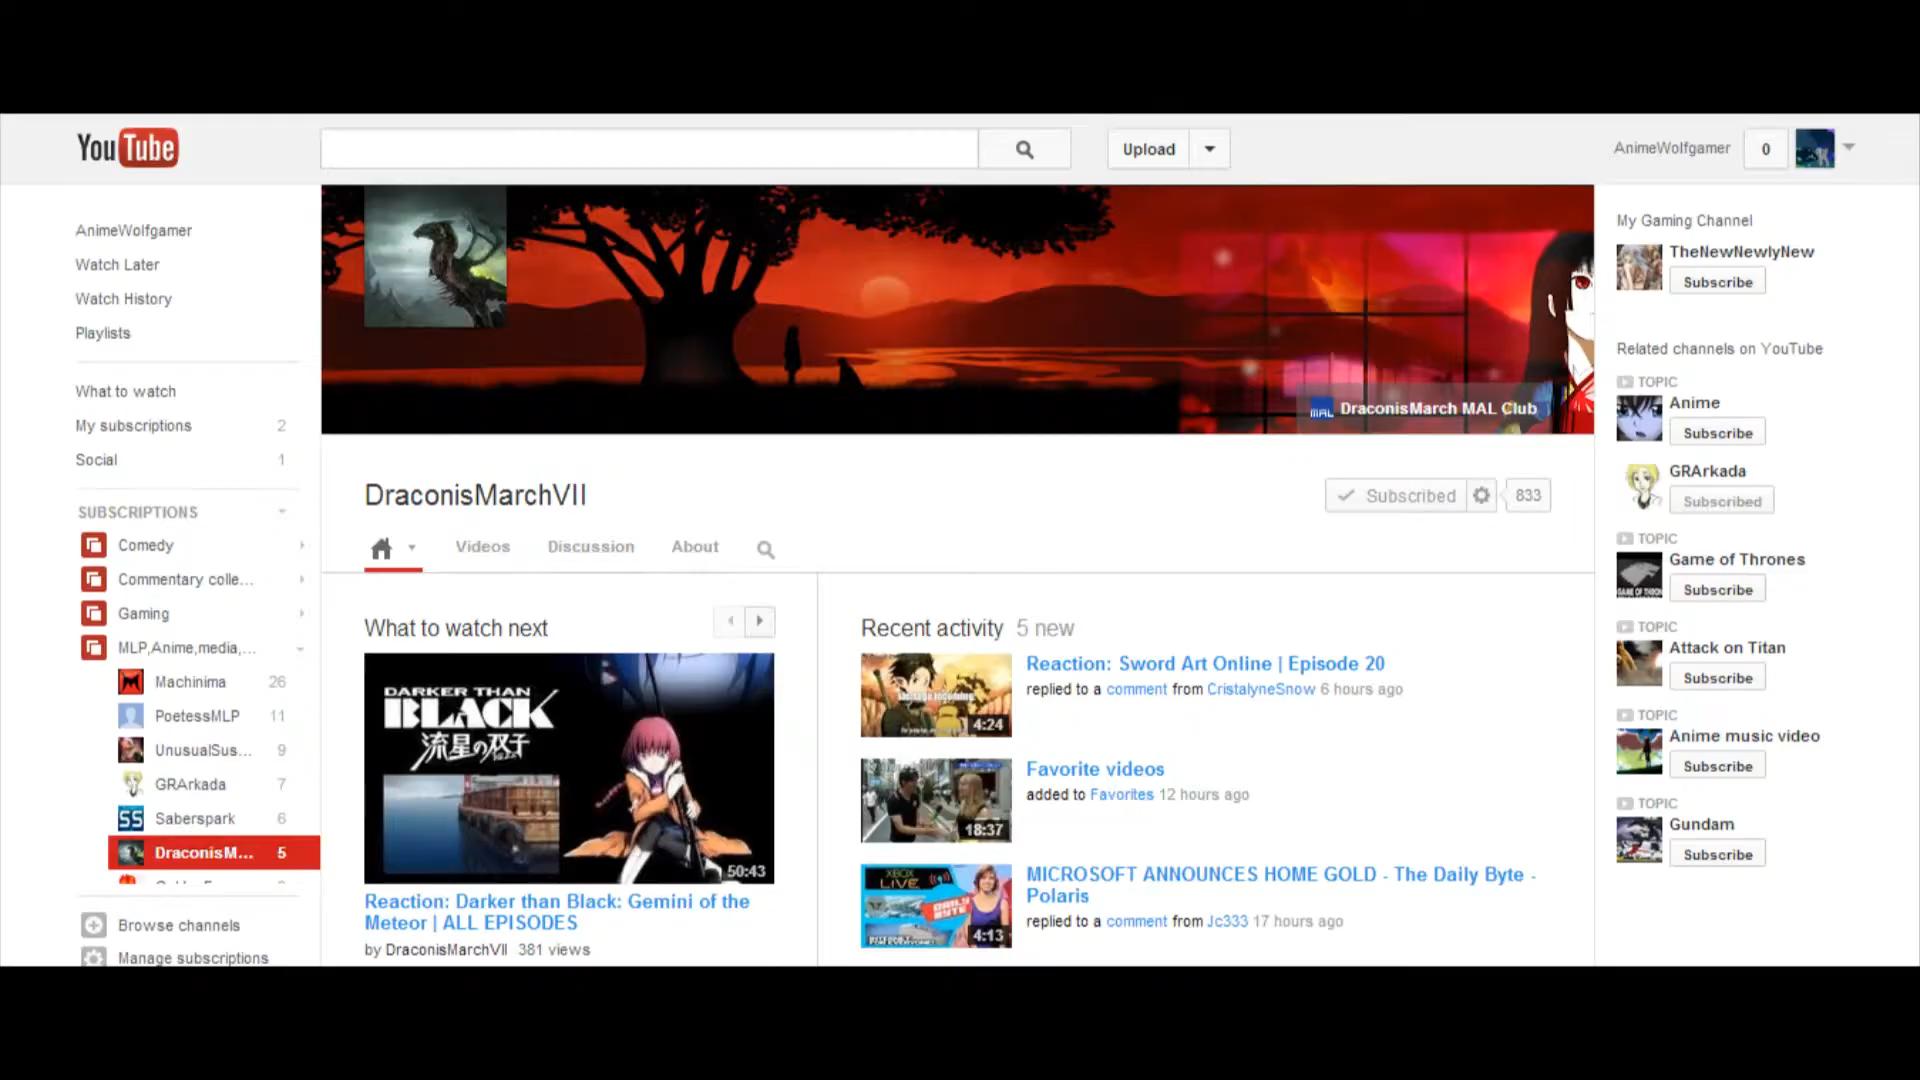 YouTube
Upload
AnimeWolfgamer
0
AnimeWolfgamer
Watch Later
Watch History
Playlists
What to watch
My subscriptions 2
Social 1
SUBSCRIPTIONS
Comedy
Commentary colle...
Gaming
MLP,Anime,media,...
Machinima 26
PoetessMLP 11
UnusualSus... 9
GRArkada 7
SS Saberspark 6
DraconisM... 5
Browse channels
Manage subscriptions
MAL DraconisMarch MAL Club
DraconisMarchVII
Subscribed 833
Videos Discussion About
What to watch next
DARKER THAN
BLACK
流星の双子
50:43
Reaction: Darker than Black: Gemini of the
Meteor | ALL EPISODES
by DraconisMarchVII 381 views
Recent activity 5 new
4:24
Reaction: Sword Art Online | Episode 20
replied to a comment from CristalyneSnow 6 hours ago
18:37
Favorite videos
added to Favorites 12 hours ago
XBOX
LIVE
DAILY
BYTE
4:13
MICROSOFT ANNOUNCES HOME GOLD - The Daily Byte -
Polaris
replied to a comment from Jc333 17 hours ago
My Gaming Channel
TheNewNewlyNew
Subscribe
Related channels on YouTube
TOPIC
Anime
Subscribe
GRArkada
Subscribed
TOPIC
Game of Thrones
Subscribe
TOPIC
Attack on Titan
Subscribe
TOPIC
Anime music video
Subscribe
TOPIC
Gundam
Subscribe